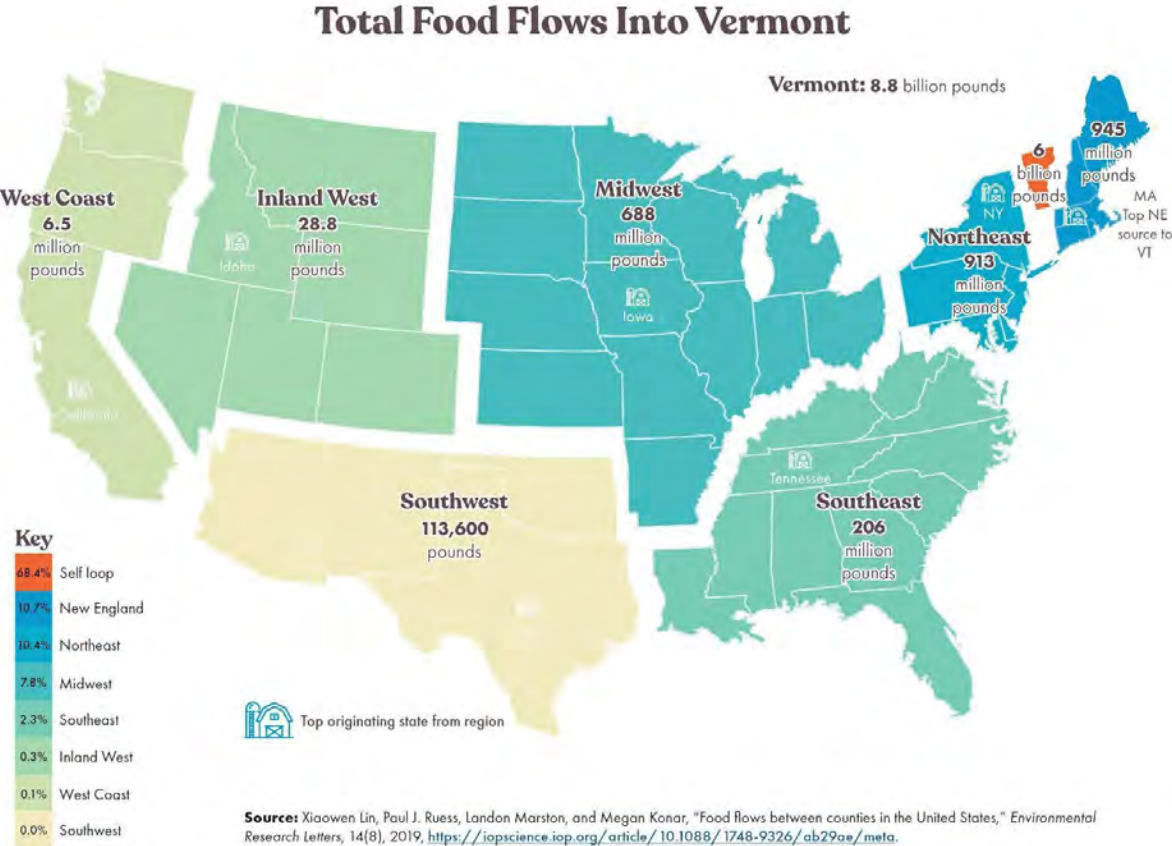 Total Food Flows Into Vermont
Vermont: 8.8 billion pounds
West Coast
6.5
million
pounds
California
Inland West
28.8
million
pounds
Idaho
Midwest
688
million
pounds
Iowa
6
billion
pounds
945
million
pounds
MA
Top NE
source to
VT
NY
Northeast
913
million
pounds
Southwest
113,600
pounds
Tennessee
Southeast
206
million
pounds
Key
68.4% Self loop
10.7% New England
10.4% Northeast
7.8% Midwest
2.3% Southeast
0.3% Inland West
0.1% West Coast
0.0% Southwest
Top originating state from region
Source: Xiaowen Lin, Paul J. Ruess, Landon Marston, and Megan Konar, "Food flows between counties in the United States," Environmental
Research Letters, 14(8), 2019, https://iopscience.iop.org/article/10.1088/1748-9326/ab29ae/meta.